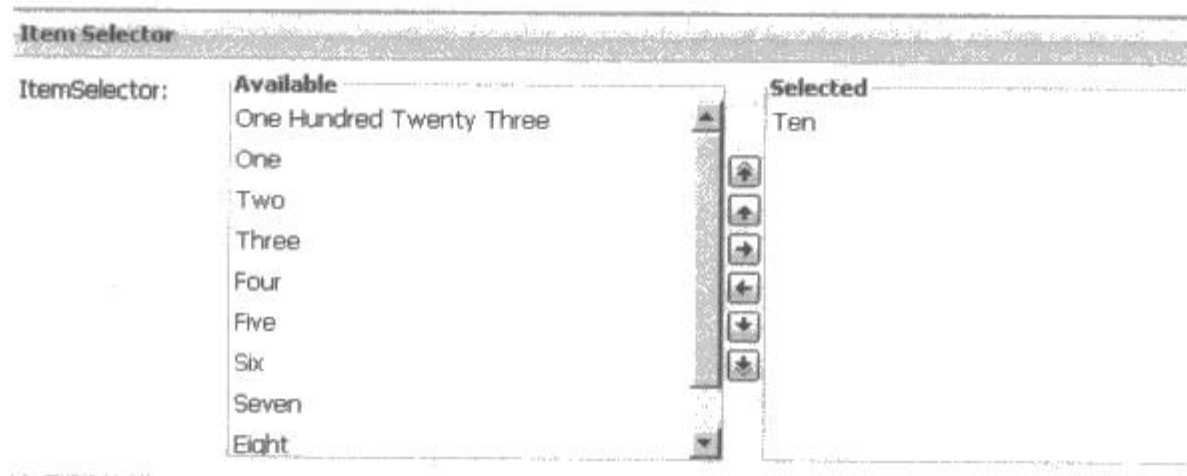 Item Selector
ItemSelector:
Available
One Hundred Twenty Three
One
Two
Three
Four
Five
Six
Seven
Eight
Selected
Ten